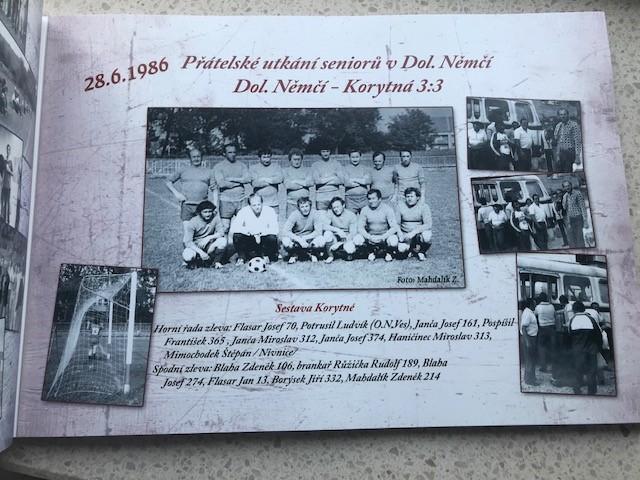 28.6.1986
Přátelské utkání seniorů v Dol. Němčí
Dol. Němčí - Korytná 3:3
Foto: Mahdalík Z.
Sestava Korytné
Horní řada zleva: Flasar Josef 70, Potrusil Ludvík (O.N.Ves), Janča Josef 161, Pospíšil
František 365 , Janča Miroslav 312, Janča Josef 374, Haničinec Miroslav 313,
Mimochodek Štěpán / Nivnice/
Spodní zleva: Blaha Zdeněk 106, brankař Růžička Rudolf 189, Blaha
Josef 274, Flasar Jan 13, Borýsek Jiří 332, Mahdalík Zdeněk 214